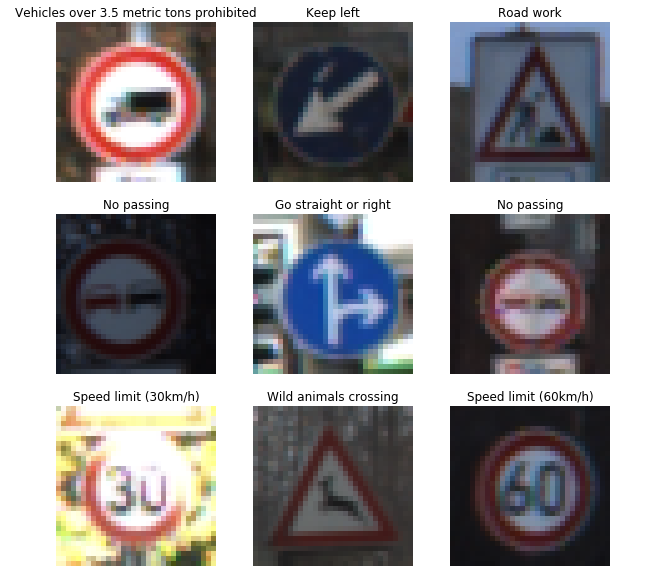 Vehicles over 3.5 metric tons prohibited
Keep left
Road work
No passing
Go straight or right
No passing
Speed limit (30km/h)
Wild animals crossing
Speed limit (60km/h)
30
60